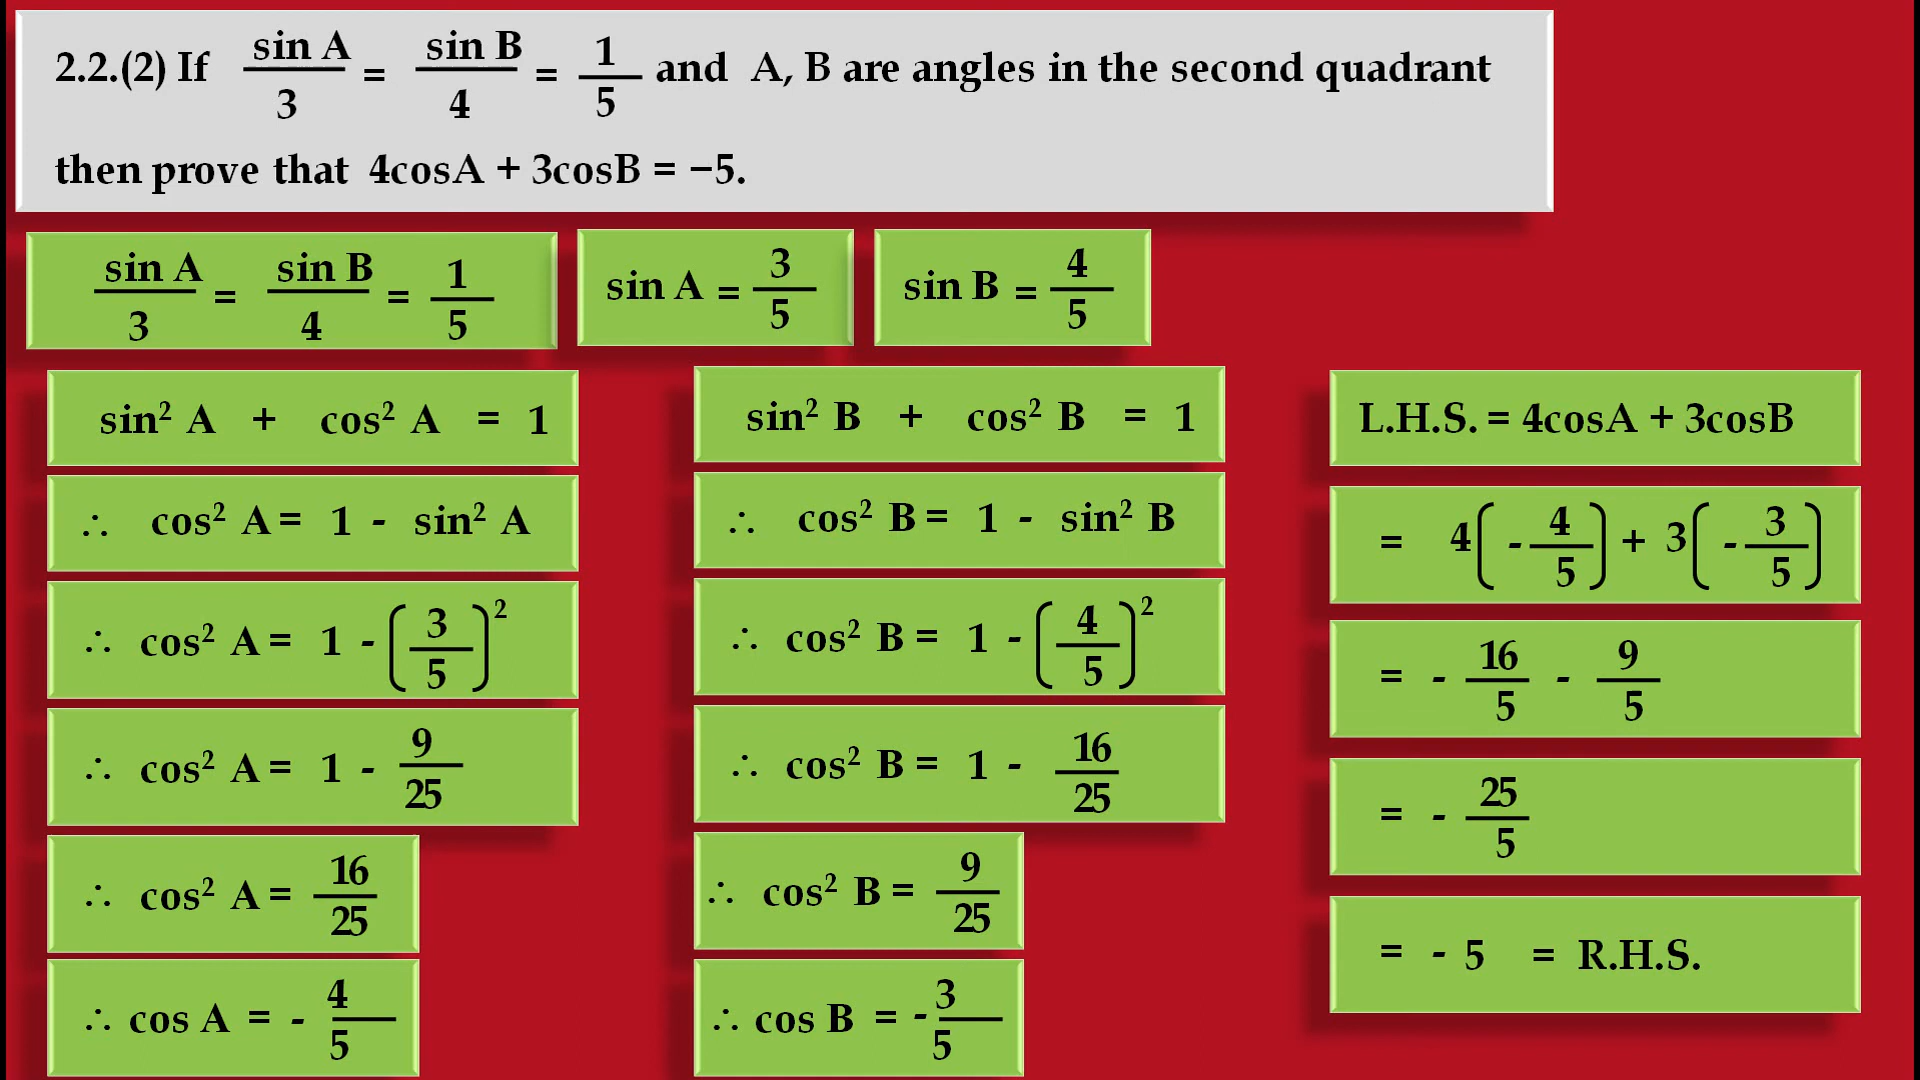 2.2.(2) If sin A/3 = sin B/4 = 1/5 and A, B are angles in the second quadrant
then prove that 4cosA + 3cosB = −5.
sin A/3 = sin B/4 = 1/5
sin A = 3/5
sin B = 4/5
sin² A + cos² A = 1
∴ cos² A = 1 - sin² A
∴ cos² A = 1 - (3/5)²
∴ cos² A = 1 - 9/25
∴ cos² A = 16/25
∴ cos A = - 4/5
sin² B + cos² B = 1
∴ cos² B = 1 - sin² B
∴ cos² B = 1 - (4/5)²
∴ cos² B = 1 - 16/25
∴ cos² B = 9/25
∴ cos B = - 3/5
L.H.S. = 4cosA + 3cosB
= 4(- 4/5) + 3(- 3/5)
= - 16/5 - 9/5
= - 25/5
= - 5 = R.H.S.